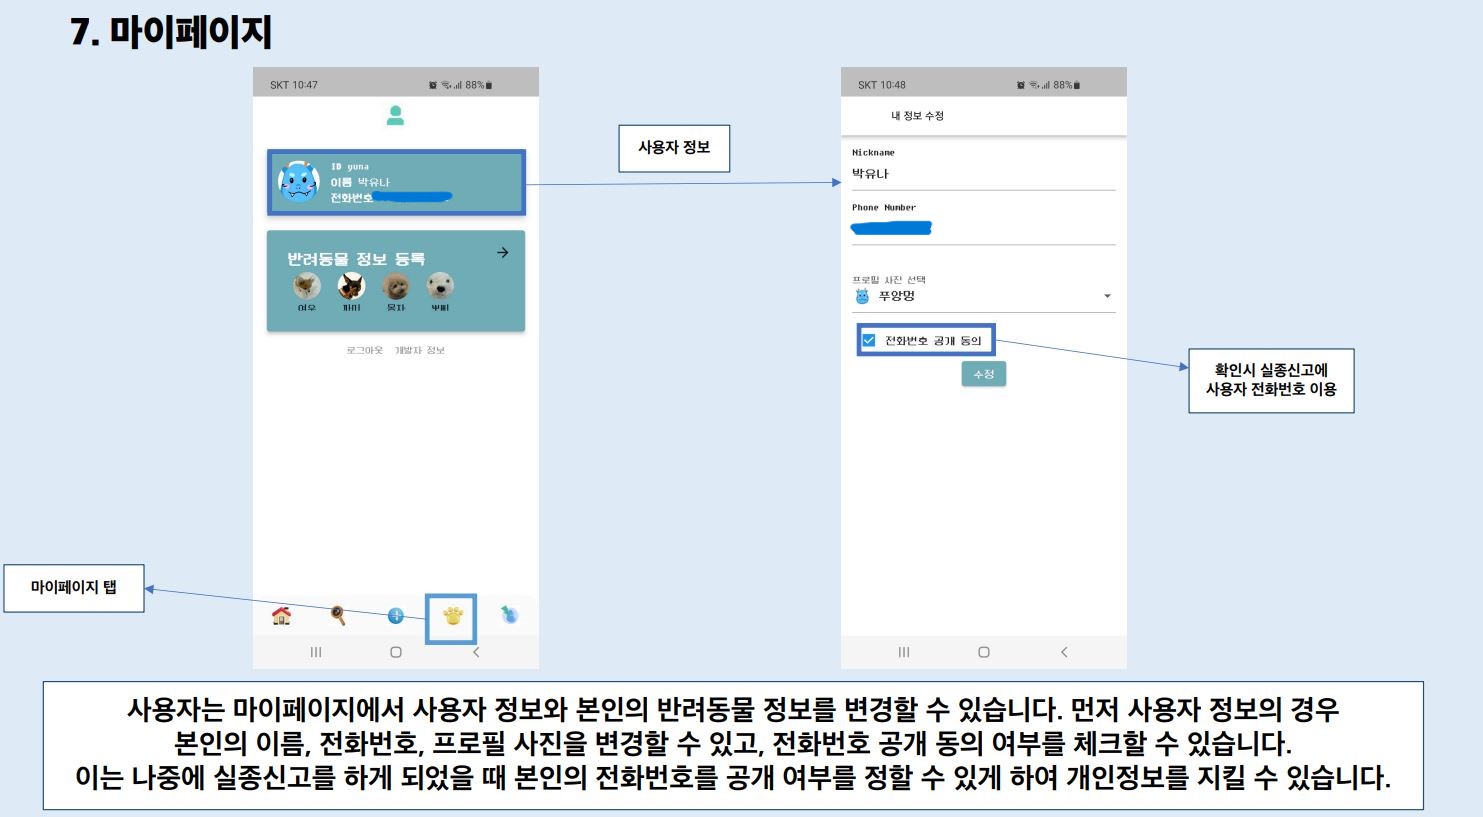 7. 마이페이지
SKT 10:47
88%
ID yuna
이름 박유나
전화번호
반려동물 정보 등록
여우 까미 몽자 뽀삐
로그아웃 개발자 정보
사용자 정보
SKT 10:48
88%
내 정보 수정
Nickname
박유나
Phone Number
프로필 사진 선택
푸앙멍
전화번호 공개 동의
수정
확인시 실종신고에
사용자 전화번호 이용
마이페이지 탭
사용자는 마이페이지에서 사용자 정보와 본인의 반려동물 정보를 변경할 수 있습니다. 먼저 사용자 정보의 경우
본인의 이름, 전화번호, 프로필 사진을 변경할 수 있고, 전화번호 공개 동의 여부를 체크할 수 있습니다.
이는 나중에 실종신고를 하게 되었을 때 본인의 전화번호를 공개 여부를 정할 수 있게 하여 개인정보를 지킬 수 있습니다.